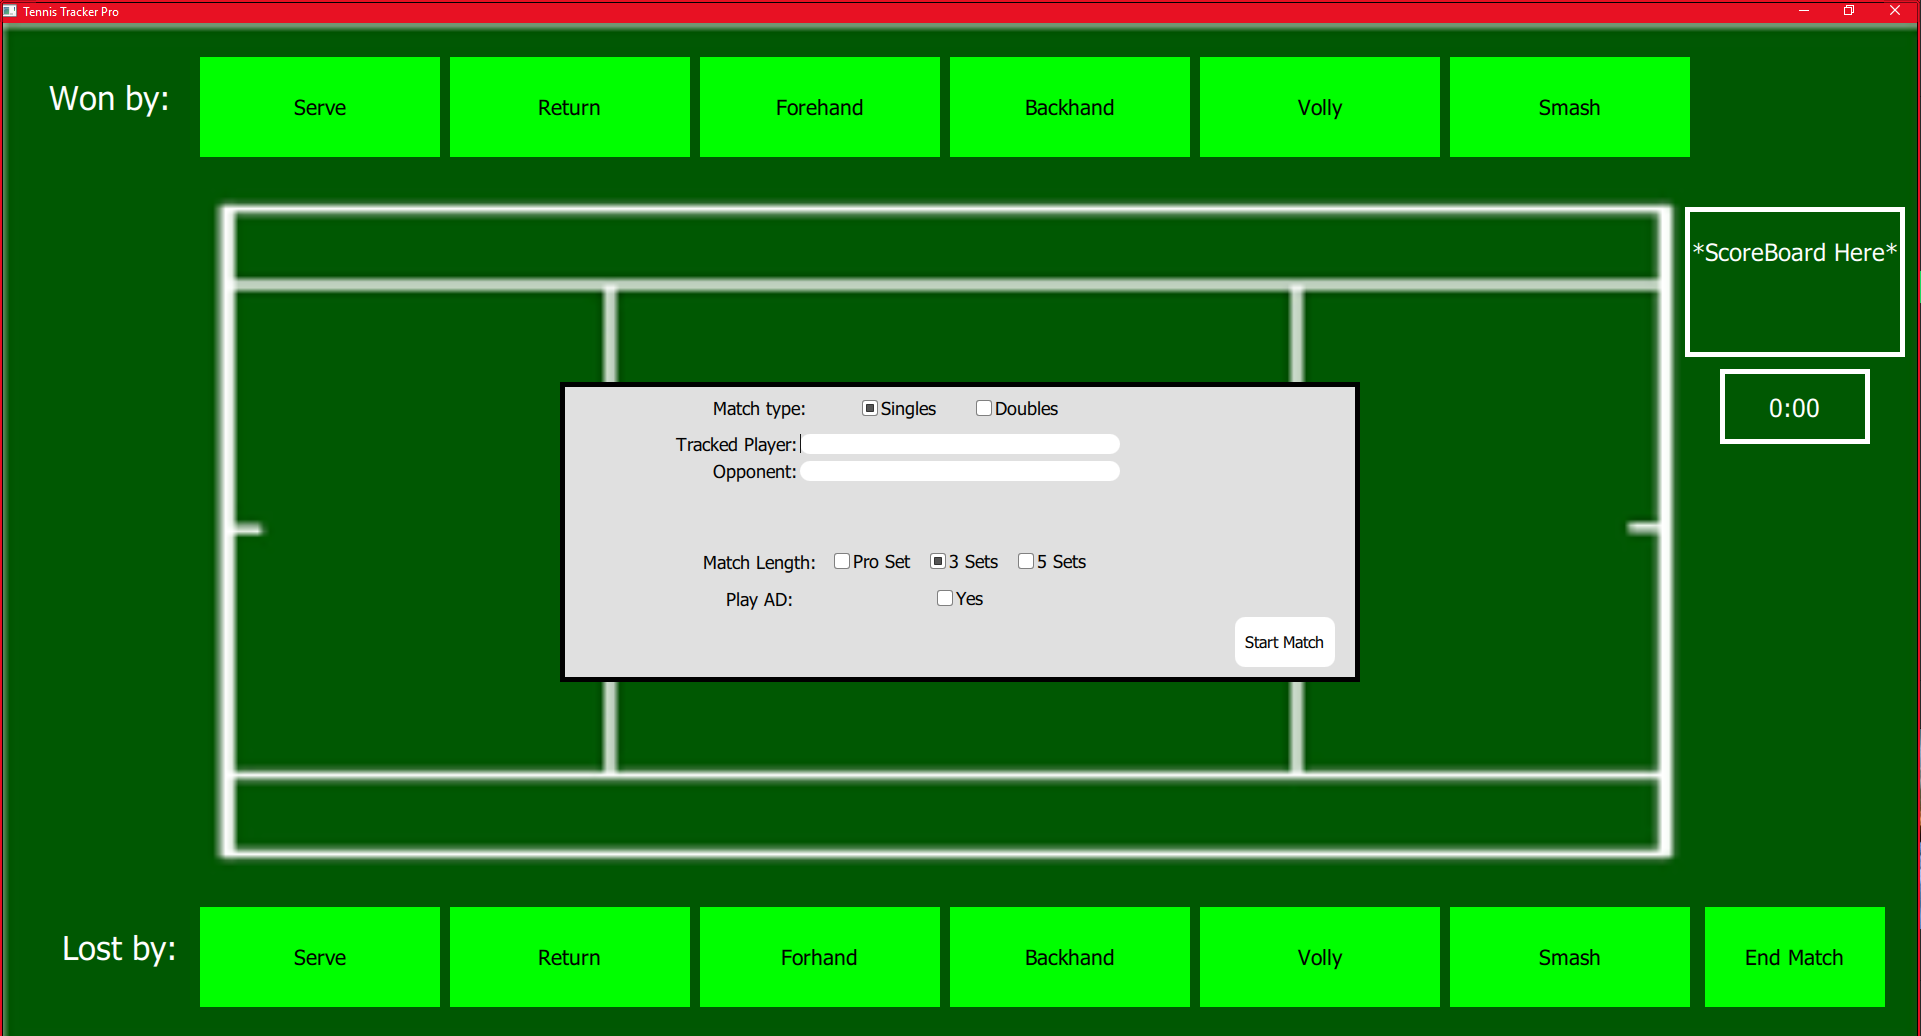 Tennis Tracker Pro
Won by:
Serve
Return
Forehand
Backhand
Volly
Smash
*ScoreBoard Here*
0:00
Match type:
Singles
Doubles
Tracked Player:
Opponent:
Match Length:
Pro Set
3 Sets
5 Sets
Play AD:
Yes
Start Match
Lost by:
Serve
Return
Forhand
Backhand
Volly
Smash
End Match